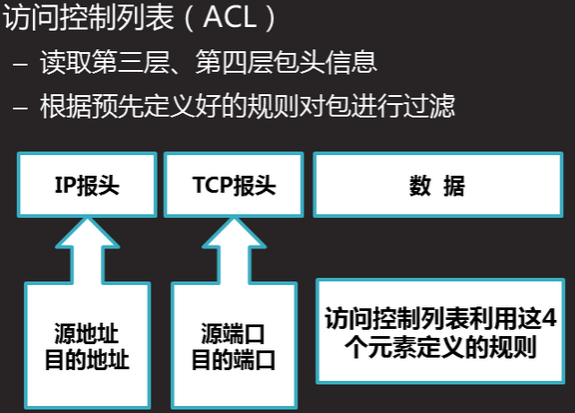 访问控制列表（ACL）
– 读取第三层、第四层包头信息
– 根据预先定义好的规则对包进行过滤
IP报头
TCP报头
数 据
源地址
目的地址
源端口
目的端口
访问控制列表利用这4
个元素定义的规则